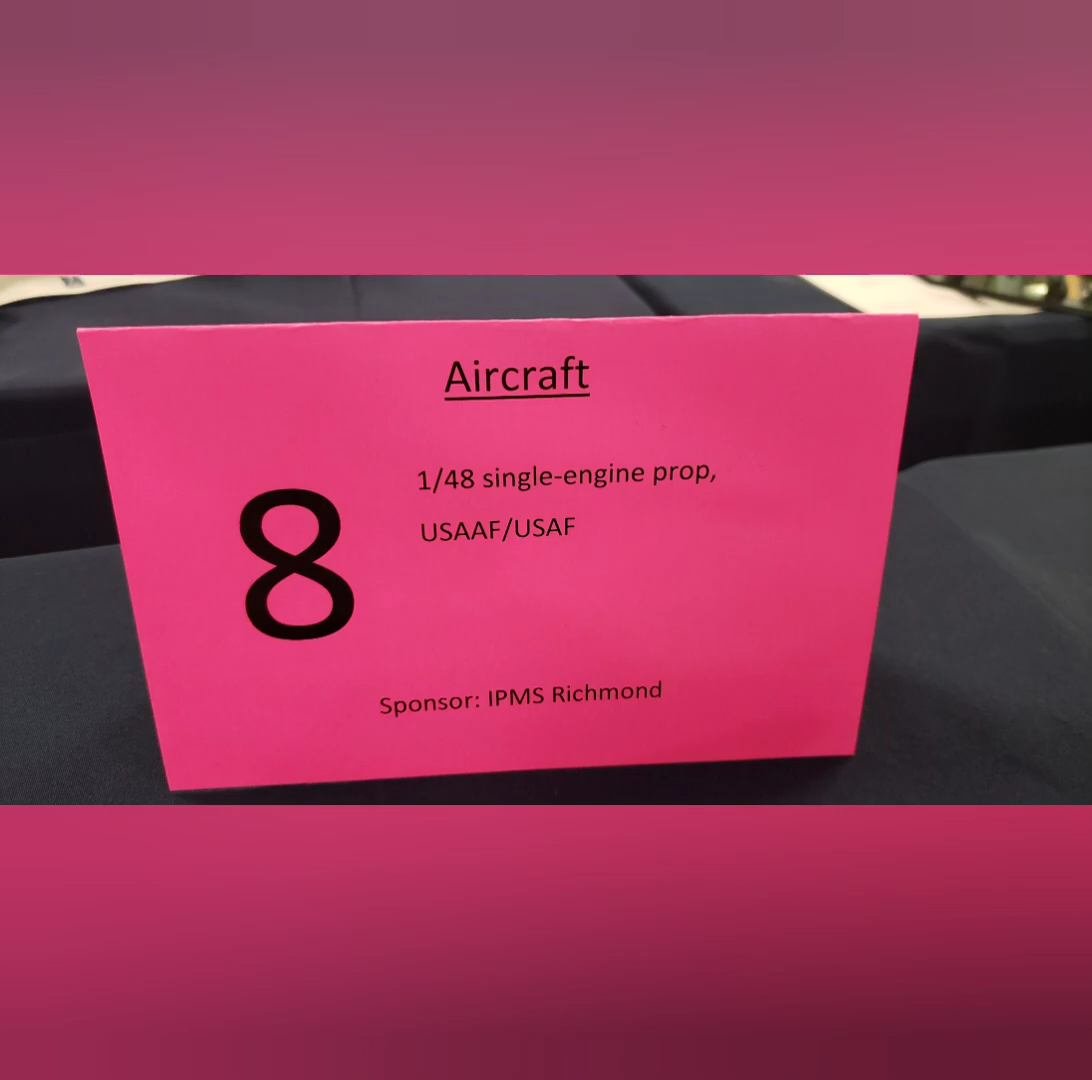 Aircraft
8
1/48 single-engine prop,
USAAF/USAF
Sponsor: IPMS Richmond